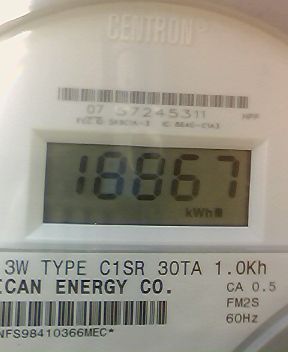 CENTRON
07 57245311
18867
kWh
3W TYPE C1SR 30TA 1.0Kh
ICAN ENERGY CO.
CA 0.5
FM2S
60Hz
NFS98410366MEC*